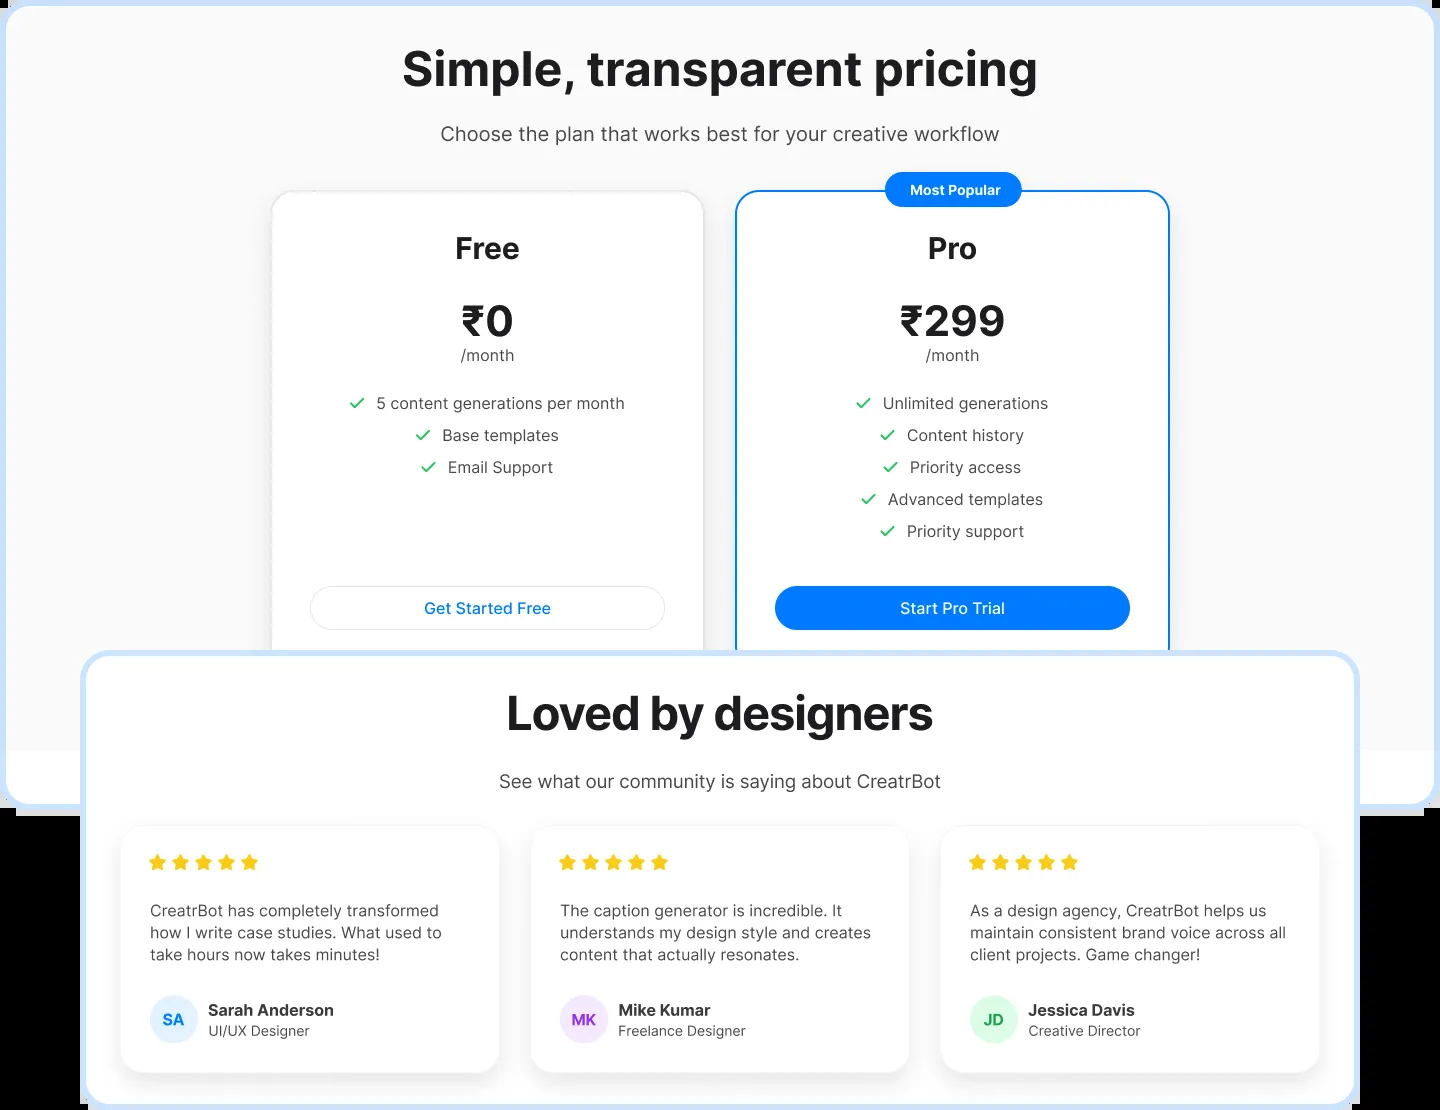 Simple, transparent pricing
Choose the plan that works best for your creative workflow
Free
₹0
/month
5 content generations per month
Base templates
Email Support
Get Started Free
Most Popular
Pro
₹299
/month
Unlimited generations
Content history
Priority access
Advanced templates
Priority support
Start Pro Trial
Loved by designers
See what our community is saying about CreatrBot
CreatrBot has completely transformed
how I write case studies. What used to
take hours now takes minutes!
SA
Sarah Anderson
UI/UX Designer
The caption generator is incredible. It
understands my design style and creates
content that actually resonates.
MK
Mike Kumar
Freelance Designer
As a design agency, CreatrBot helps us
maintain consistent brand voice across all
client projects. Game changer!
JD
Jessica Davis
Creative Director